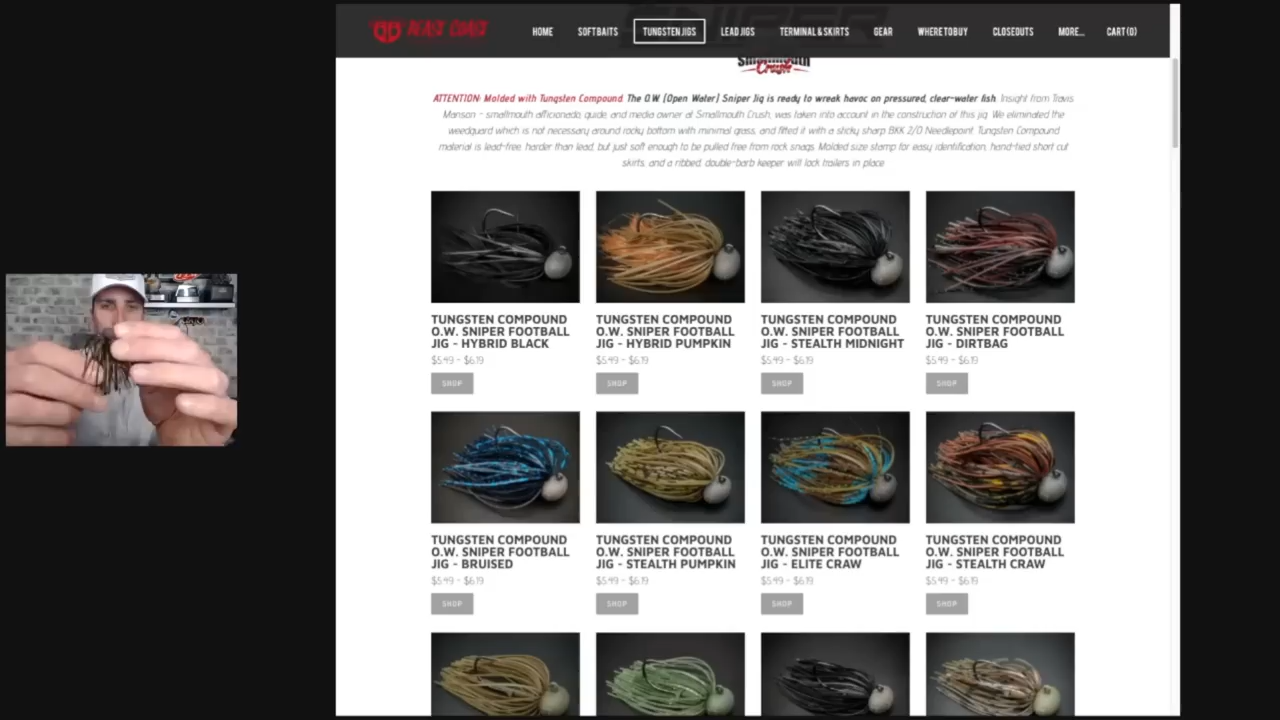 BEAST COAST
HOME SOFT BAITS TUNGSTEN JIGS LEAD JIGS TERMINAL & SKIRTS GEAR WHERE TO BUY CLOSEOUTS MORE... CART (0)
Smallmouth
Crush
ATTENTION: Molded with Tungsten Compound. The O.W. [Open Water] Sniper Jig is ready to wreak havoc on pressured, clear-water fish. Insight from Travis
Manson - smallmouth afficionado, guide, and media owner at Smallmouth Crush, was taken into account in the construction of this jig. We eliminated the
weedguard which is not necessary around rocky bottom with minimal grass, and fitted it with a sticky sharp BKK 2/0 Needlepoint. Tungsten Compound
material is lead-free, harder than lead, but just soft enough to be pulled free from rock snags. Molded size stamp for easy identification, hand-tied short cut
skirts, and a ribbed, double-barb keeper will lock trailers in place.
TUNGSTEN COMPOUND
O.W. SNIPER FOOTBALL
JIG - HYBRID BLACK
$5.49 - $6.19
SHOP
TUNGSTEN COMPOUND
O.W. SNIPER FOOTBALL
JIG - HYBRID PUMPKIN
$5.49 - $6.19
SHOP
TUNGSTEN COMPOUND
O.W. SNIPER FOOTBALL
JIG - STEALTH MIDNIGHT
$5.49 - $6.19
SHOP
TUNGSTEN COMPOUND
O.W. SNIPER FOOTBALL
JIG - DIRTBAG
$5.49 - $6.19
SHOP
TUNGSTEN COMPOUND
O.W. SNIPER FOOTBALL
JIG - BRUISED
$5.49 - $6.19
SHOP
TUNGSTEN COMPOUND
O.W. SNIPER FOOTBALL
JIG - STEALTH PUMPKIN
$5.49 - $6.19
SHOP
TUNGSTEN COMPOUND
O.W. SNIPER FOOTBALL
JIG - ELITE CRAW
$5.49 - $6.19
SHOP
TUNGSTEN COMPOUND
O.W. SNIPER FOOTBALL
JIG - STEALTH CRAW
$5.49 - $6.19
SHOP